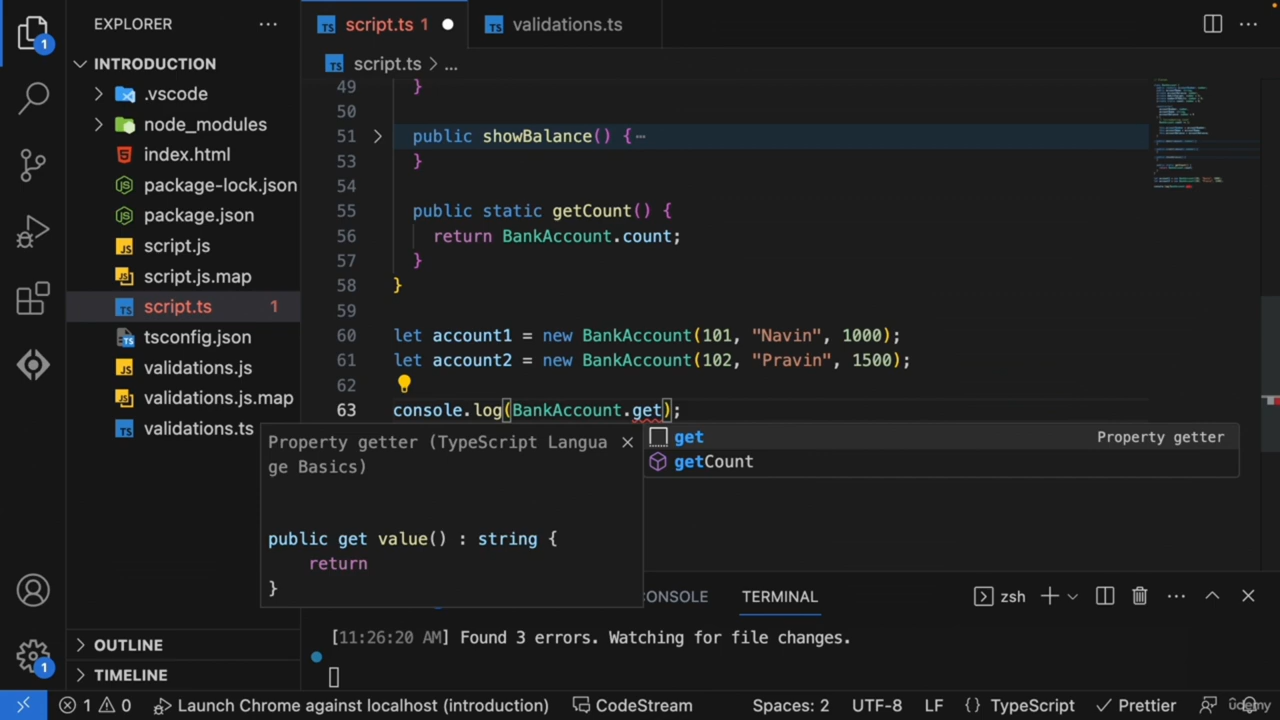 EXPLORER
script.ts 1
validations.ts
INTRODUCTION
script.ts > ...
.vscode
node_modules
index.html
package-lock.json
package.json
script.js
script.js.map
script.ts 1
tsconfig.json
validations.js
validations.js.map
validations.ts
OUTLINE
TIMELINE
1
1
49 }
50
51 public showBalance() {
53 }
54
55 public static getCount() {
56 return BankAccount.count;
57 }
58 }
59
60 let account1 = new BankAccount(101, "Navin", 1000);
61 let account2 = new BankAccount(102, "Pravin", 1500);
62
63 console.log(BankAccount.get);
get Property getter
getCount
Property getter (TypeScript Langua
ge Basics)
public get value() : string {
return
}
CONSOLE
TERMINAL
zsh
[11:26:20 AM] Found 3 errors. Watching for file changes.
1 0 Launch Chrome against localhost (introduction) CodeStream Spaces: 2 UTF-8 LF {} TypeScript Prettier
udemy